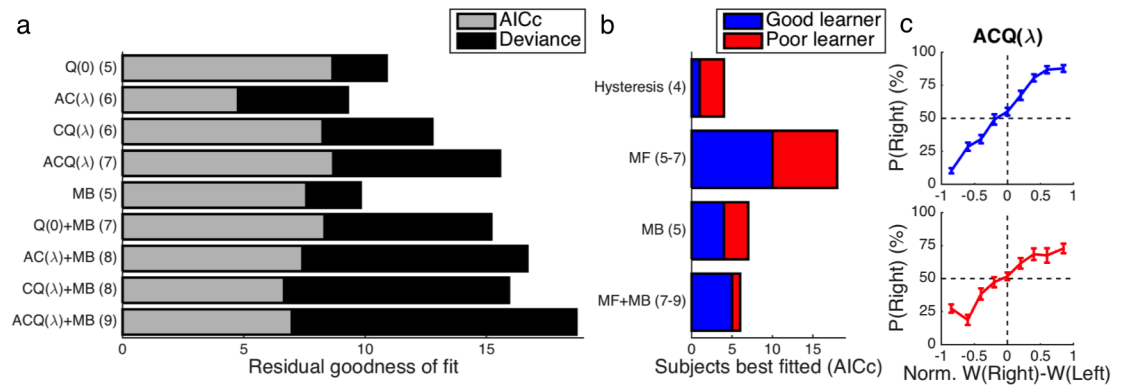 a
AICc
Deviance
Q(0) (5)
AC(λ) (6)
CQ(λ) (6)
ACQ(λ) (7)
MB (5)
Q(0)+MB (7)
AC(λ)+MB (8)
CQ(λ)+MB (8)
ACQ(λ)+MB (9)
0 5 10 15
Residual goodness of fit
b
Good learner
Poor learner
Hysteresis (4)
MF (5-7)
MB (5)
MF+MB (7-9)
0 5 10 15
Subjects best fitted (AICc)
c
ACQ(λ)
P(Right) (%)
100
75
50
25
0
-1 -0.5 0 0.5 1
P(Right) (%)
100
75
50
25
0
-1 -0.5 0 0.5 1
Norm. W(Right)-W(Left)